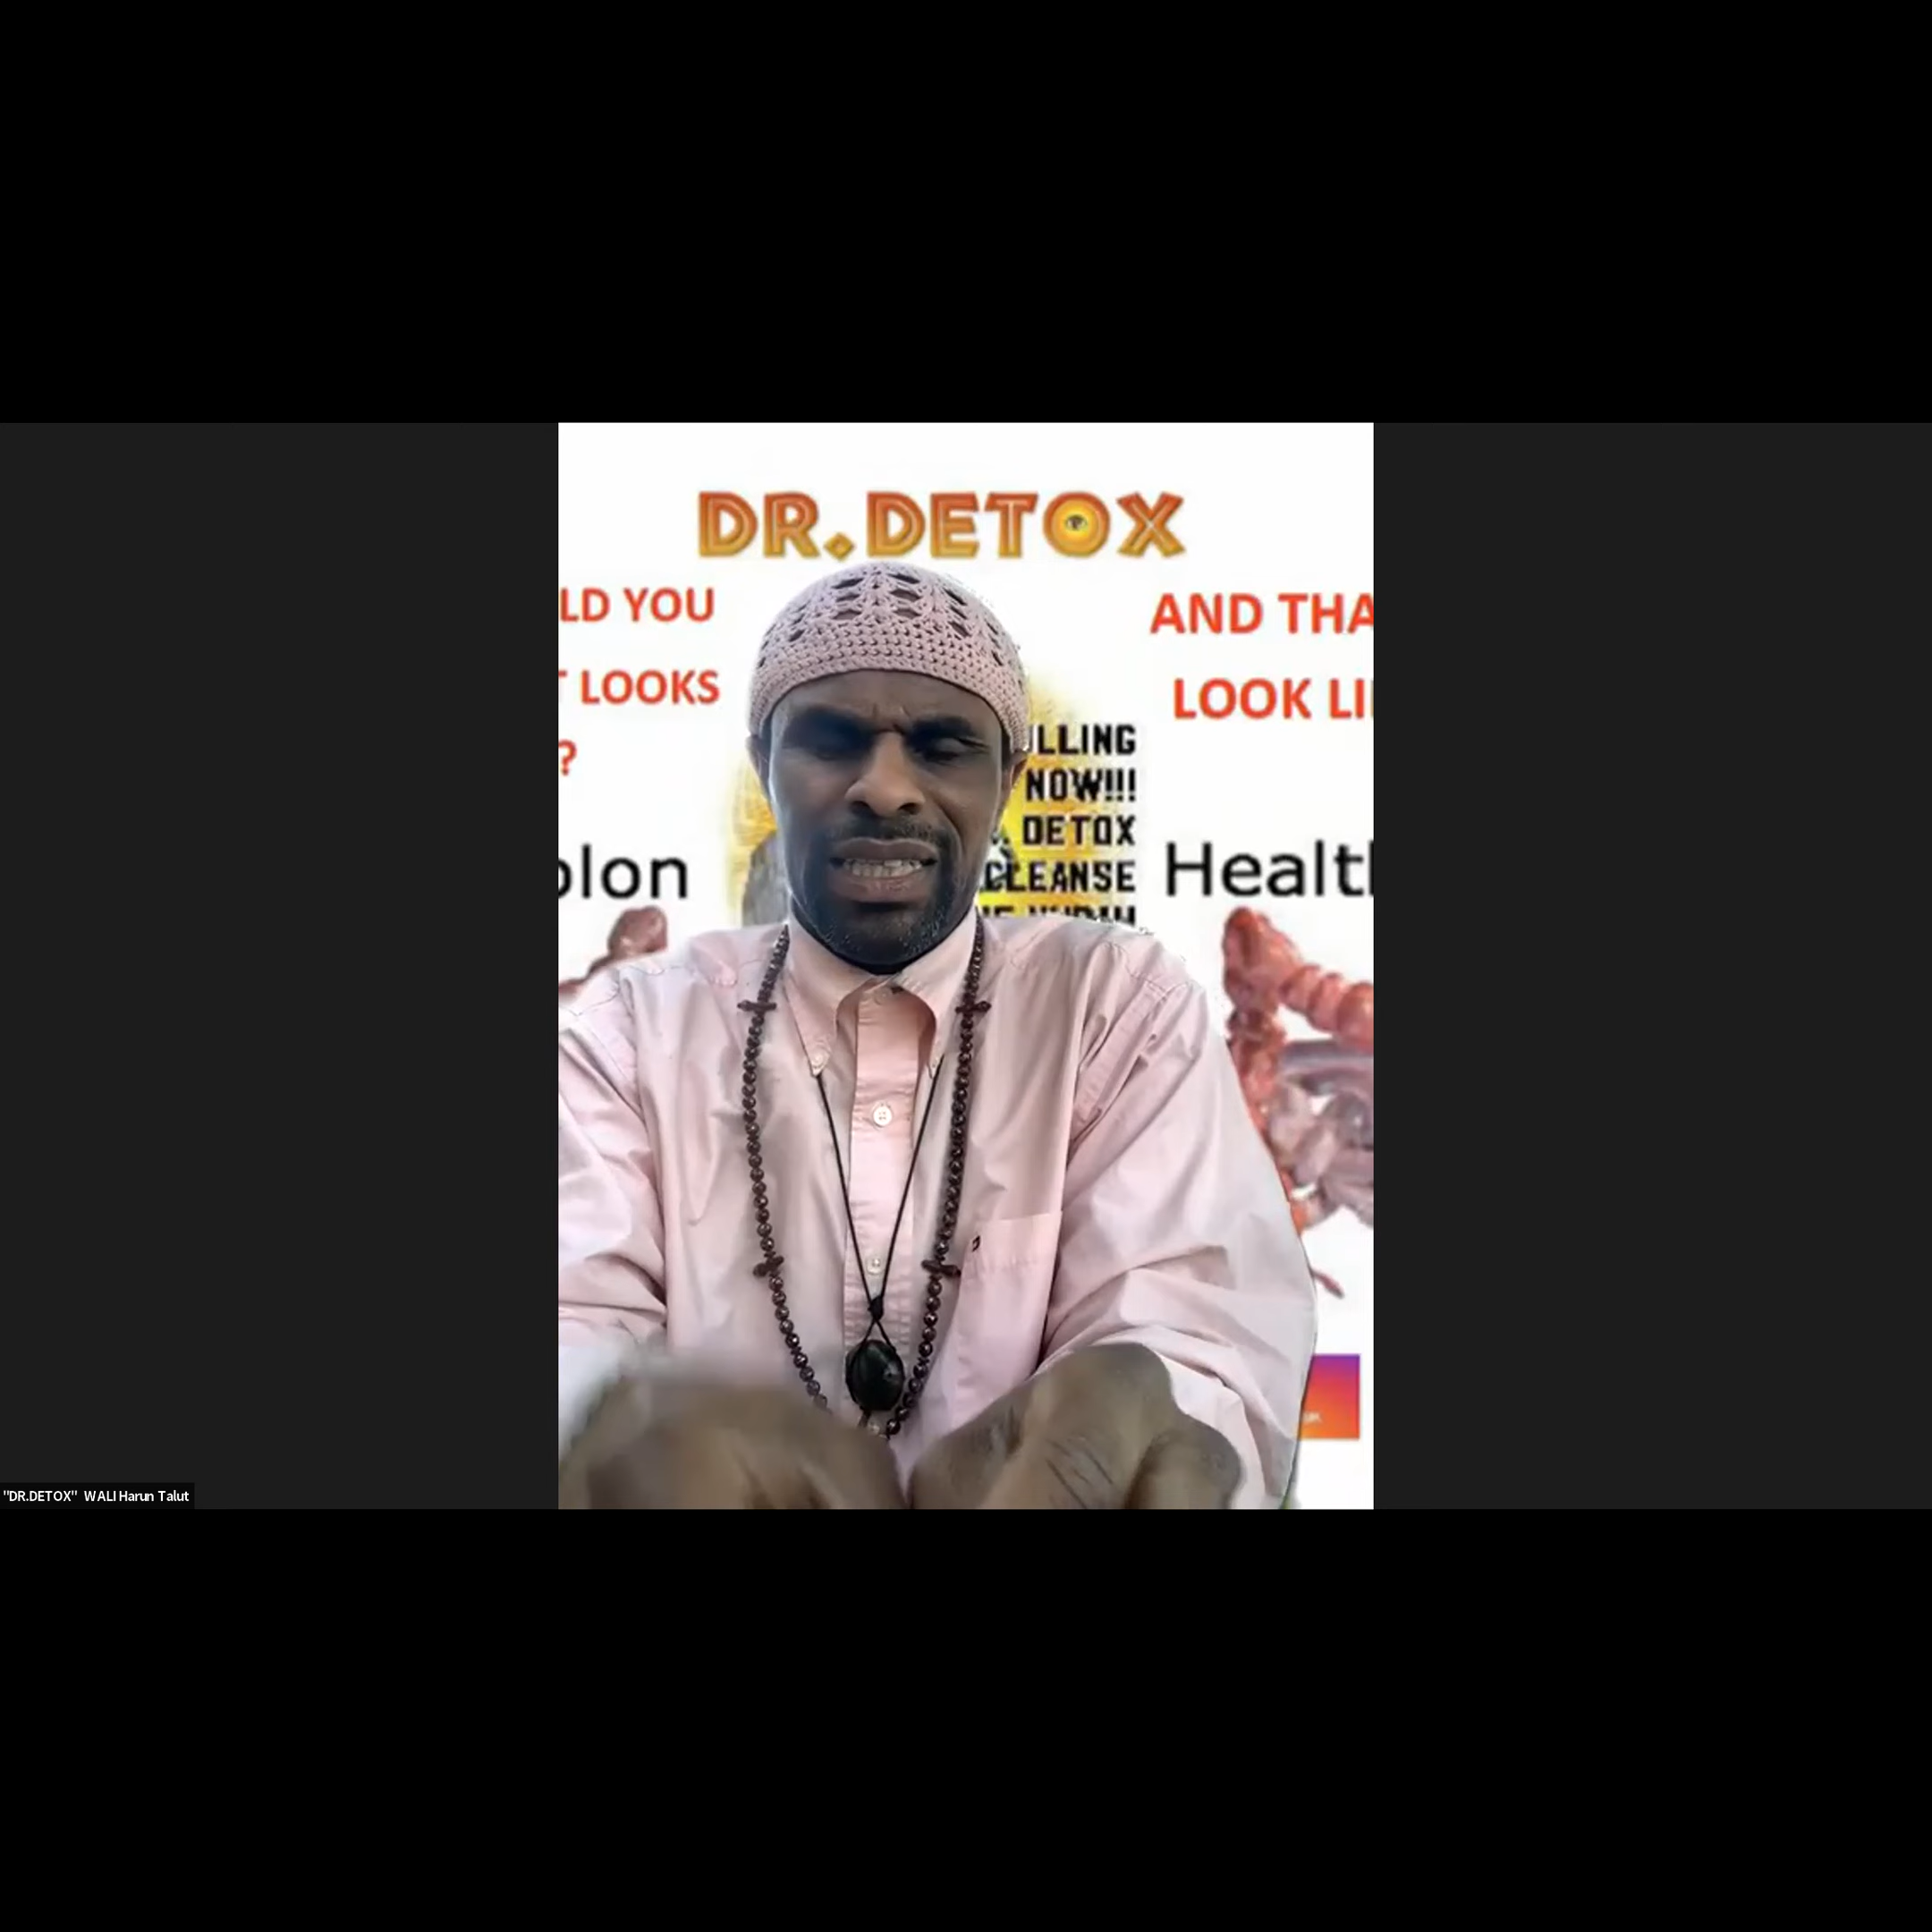 DR.DETOX
LD YOU
T LOOKS
?
AND THA
LOOK LI
ILLING
NOW!!!
. DETOX
CLEANSE
olon
Healt
"DR.DETOX" WALI Harun Talut